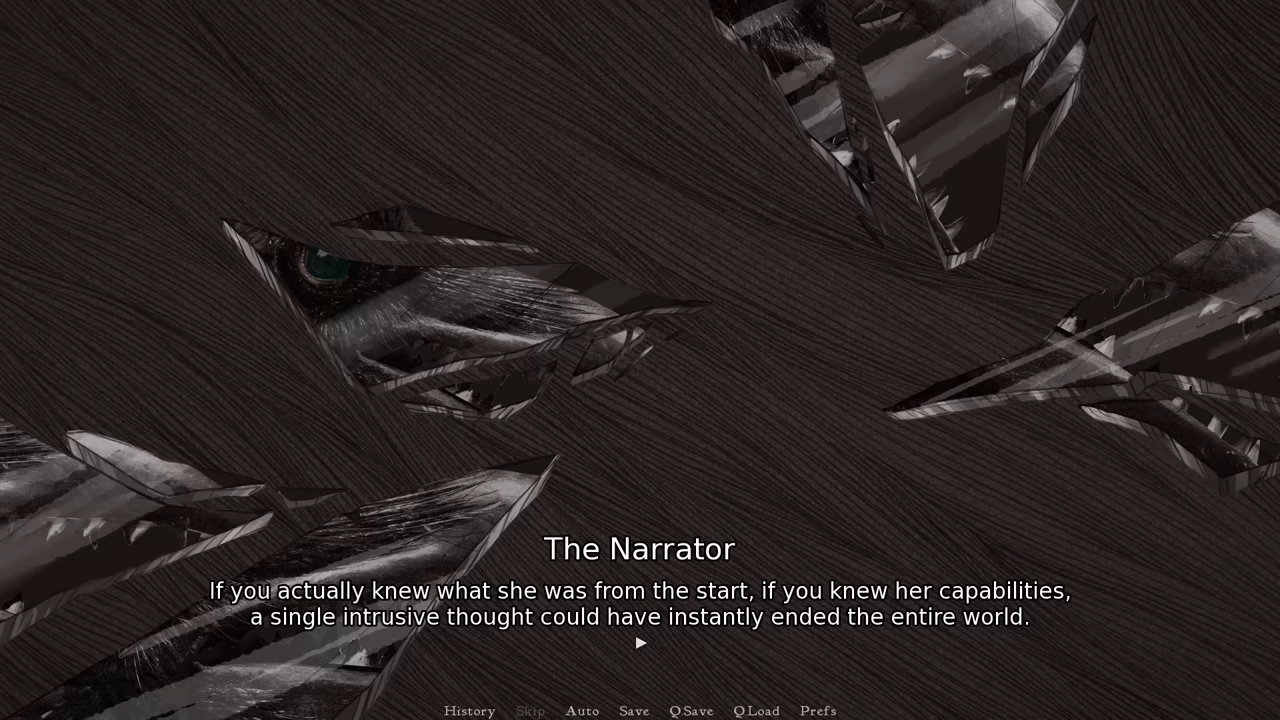 The Narrator
If you actually knew what she was from the start, if you knew her capabilities,
a single intrusive thought could have instantly ended the entire world.
History Skip Auto Save Q.Save Q.Load Prefs